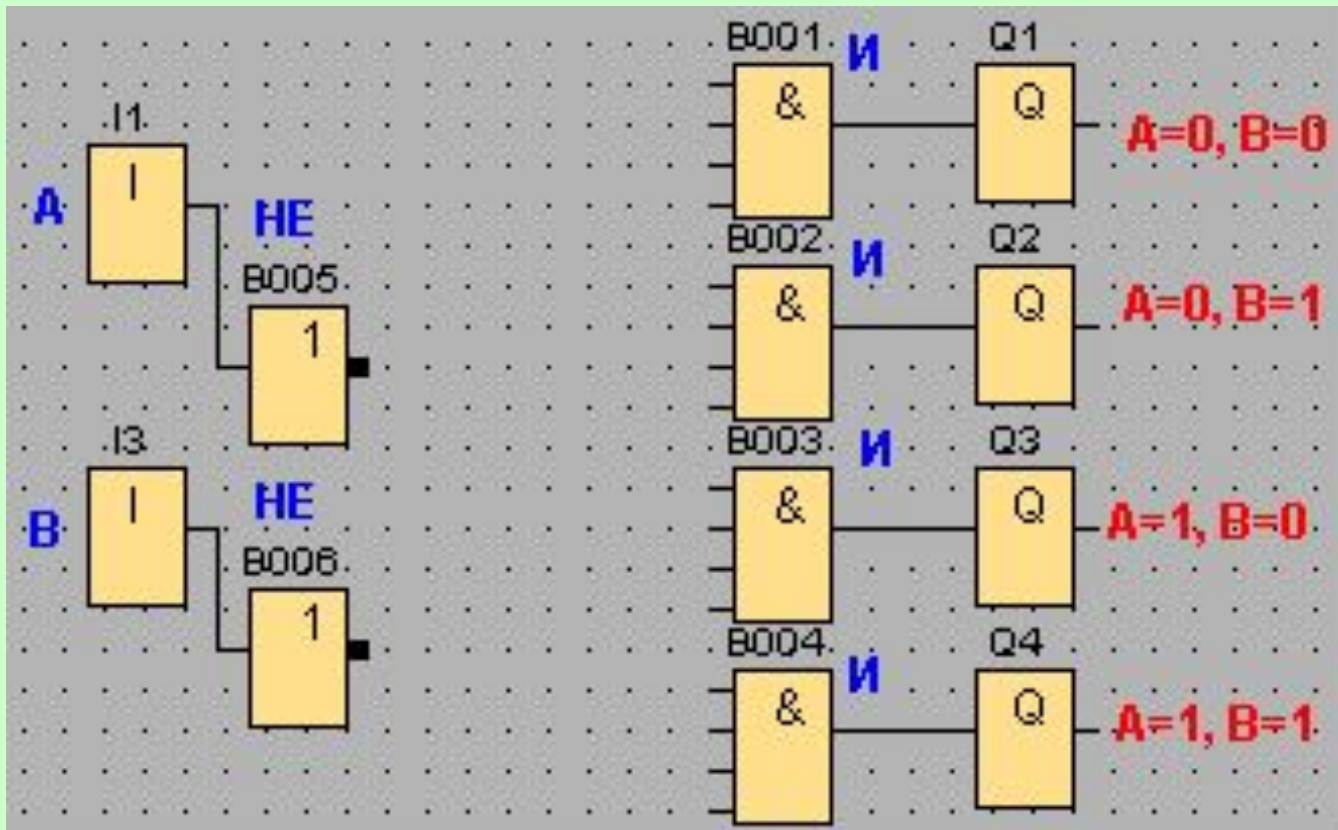 B001 И Q1
& Q
A=0, B=0
I1
I
А НЕ
B005
1
B002 И Q2
& Q
A=0, B=1
I3
I
В НЕ
B006
1
B003 И Q3
& Q
A=1, B=0
B004 И Q4
& Q
A=1, B=1